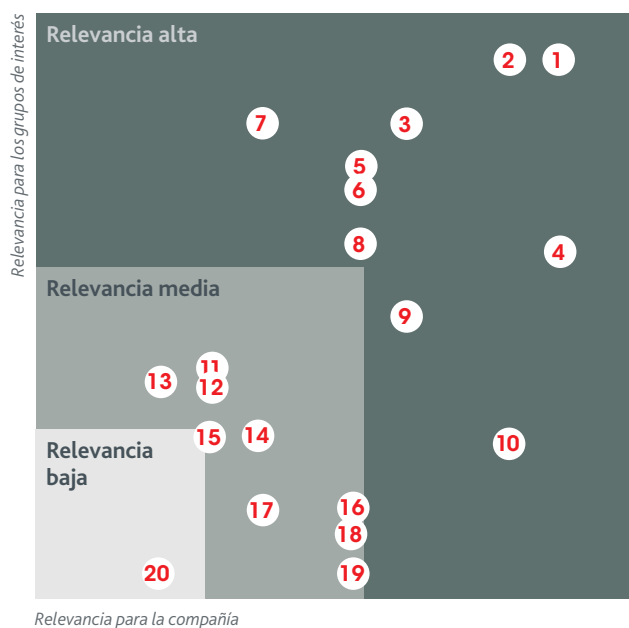 Relevancia para los grupos de interés
Relevancia alta
2 1
7 3
5
6
8 4
Relevancia media
9
11
13 12
15 14 10
Relevancia
baja
17 16
18
20 19
Relevancia para la compañía